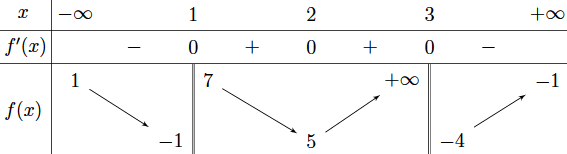 x −∞ 1 2 3 +∞
f′(x) − 0 + 0 + 0 −
1 7 +∞ −1
f(x)
−1 5 −4